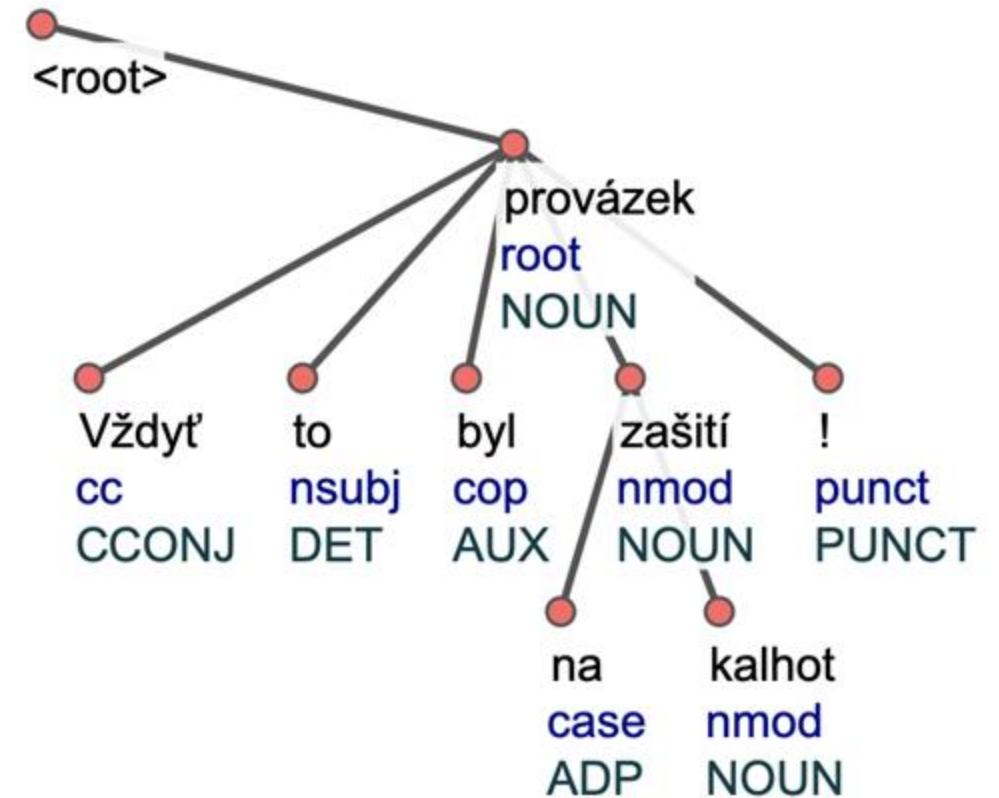 <root>
provázek
root
NOUN
Vždyť to byl zašití !
cc nsubj cop nmod punct
CCONJ DET AUX NOUN PUNCT
na kalhot
case nmod
ADP NOUN